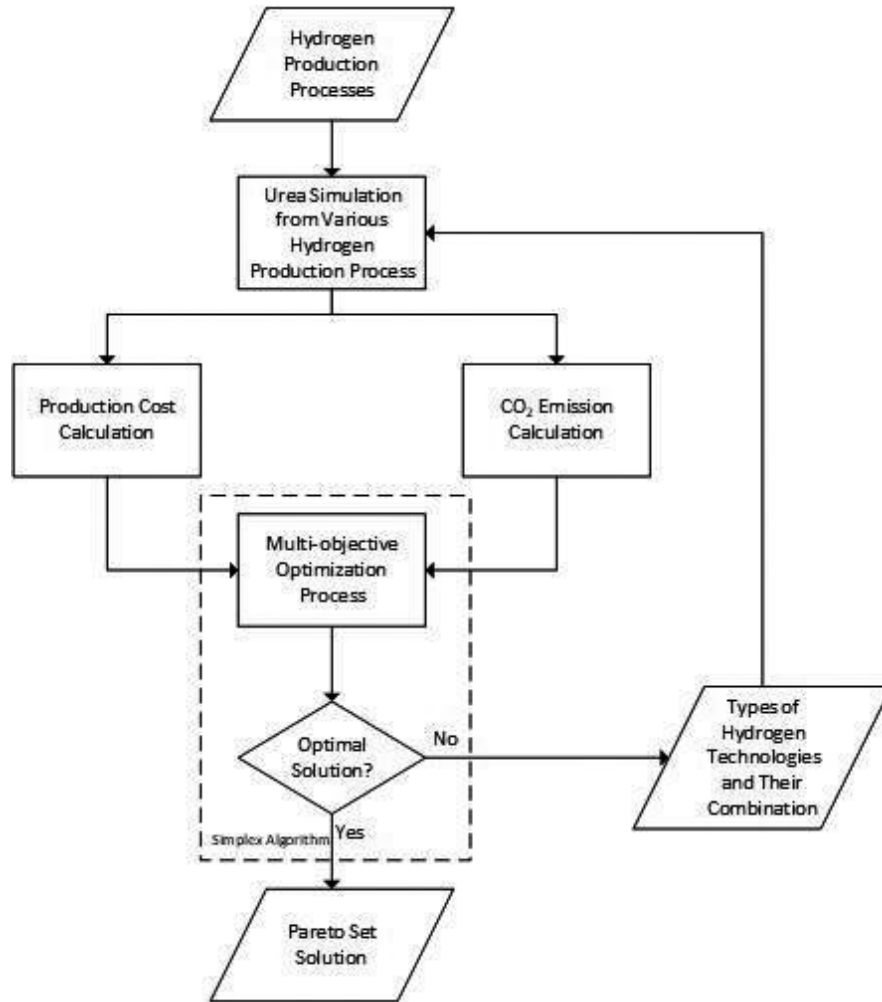 Hydrogen
Production
Processes
Urea Simulation
from Various
Hydrogen
Production Process
Production Cost
Calculation
CO₂ Emission
Calculation
Multi-objective
Optimization
Process
Optimal
Solution?
No
Types of
Hydrogen
Technologies
and Their
Combination
Yes
Simplex Algorithm
Pareto Set
Solution